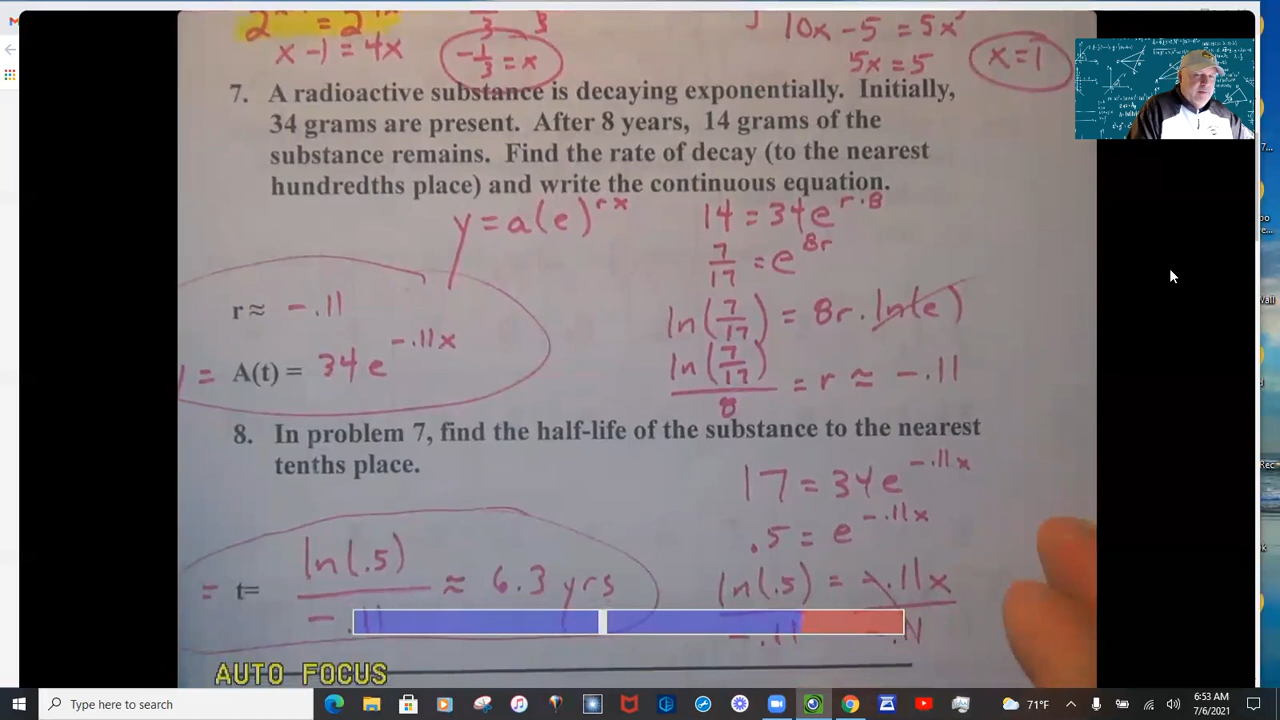 2 = 2
x - 1 = 4x
- 1/3 = x
10x - 5 = 5x
5x = 5
x = 1
7. A radioactive substance is decaying exponentially. Initially,
34 grams are present. After 8 years, 14 grams of the
substance remains. Find the rate of decay (to the nearest
hundredths place) and write the continuous equation.
y = a(e)^rx
14 = 34e^r·8
7/17 = e^8r
r ≈ -.11
ln(7/17) = 8r · ln(e)
= A(t) = 34e^-.11x
ln(7/17)/8 = r ≈ -.11
8. In problem 7, find the half-life of the substance to the nearest
tenths place.
17 = 34e^-.11x
.5 = e^-.11x
= t= ln(.5)/-.11 ≈ 6.3 yrs
ln(.5)/-.11 = -.11x/-.11
AUTO FOCUS
Type here to search
71°F
6:53 AM
7/6/2021